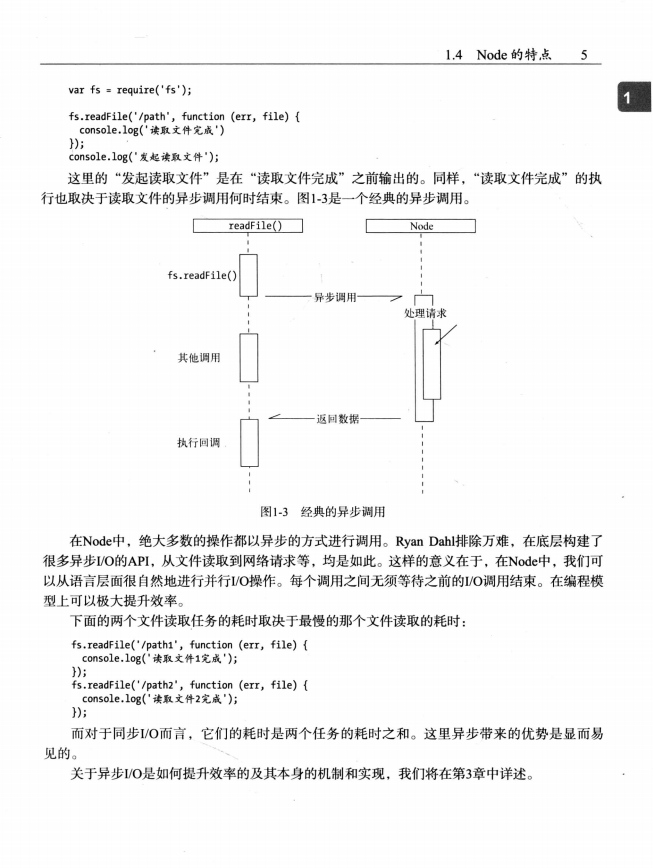 1.4 Node 的特点 5
1
var fs = require('fs');
fs.readFile('/path', function (err, file) {
console.log('读取文件完成')
});
console.log('发起读取文件');
这里的“发起读取文件”是在“读取文件完成”之前输出的。同样，“读取文件完成”的执
行也取决于读取文件的异步调用何时结束。图1-3是一个经典的异步调用。
readFile()
Node
fs.readFile()
异步调用
处理请求
其他调用
返回数据
执行回调
图1-3 经典的异步调用
在Node中，绝大多数的操作都以异步的方式进行调用。Ryan Dahl排除万难，在底层构建了
很多异步I/O的API，从文件读取到网络请求等，均是如此。这样的意义在于，在Node中，我们可
以从语言层面很自然地进行并行I/O操作。每个调用之间无须等待之前的I/O调用结束。在编程模
型上可以极大提升效率。
下面的两个文件读取任务的耗时取决于最慢的那个文件读取的耗时：
fs.readFile('/path1', function (err, file) {
console.log('读取文件1完成');
});
fs.readFile('/path2', function (err, file) {
console.log('读取文件2完成');
});
而对于同步I/O而言，它们的耗时是两个任务的耗时之和。这里异步带来的优势是显而易
见的。
关于异步I/O是如何提升效率的及其本身的机制和实现，我们将在第3章中详述。